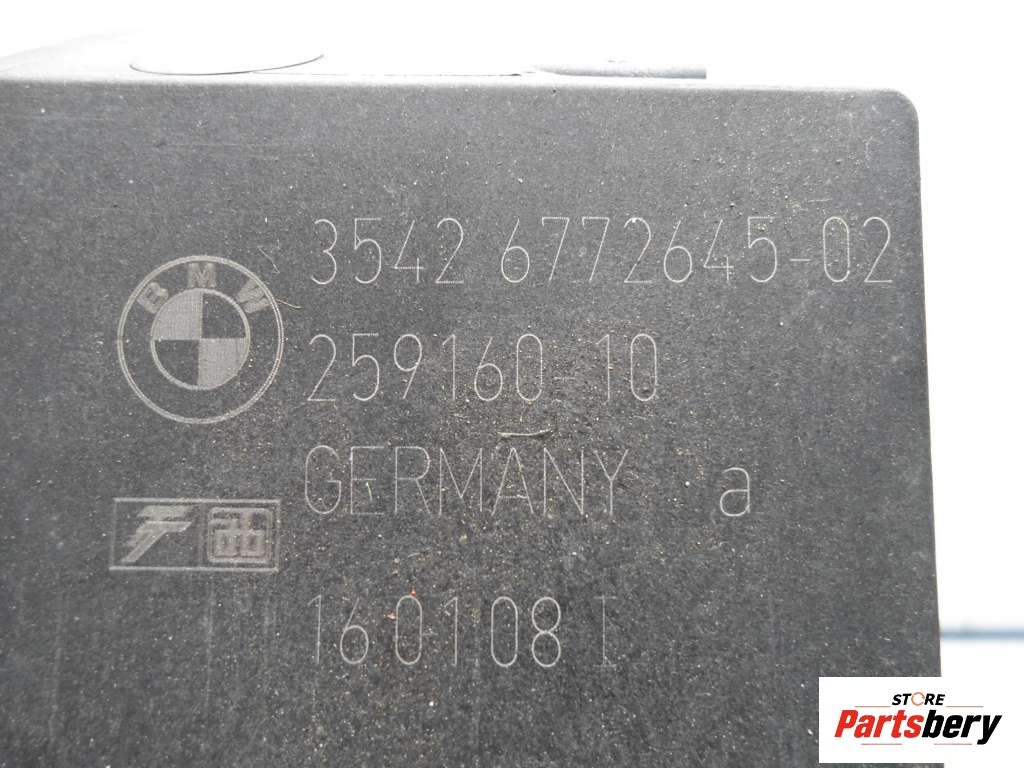 3542 6772645-02
BMW
259160-10
GERMANY a
160108 I
STORE
Partsbery